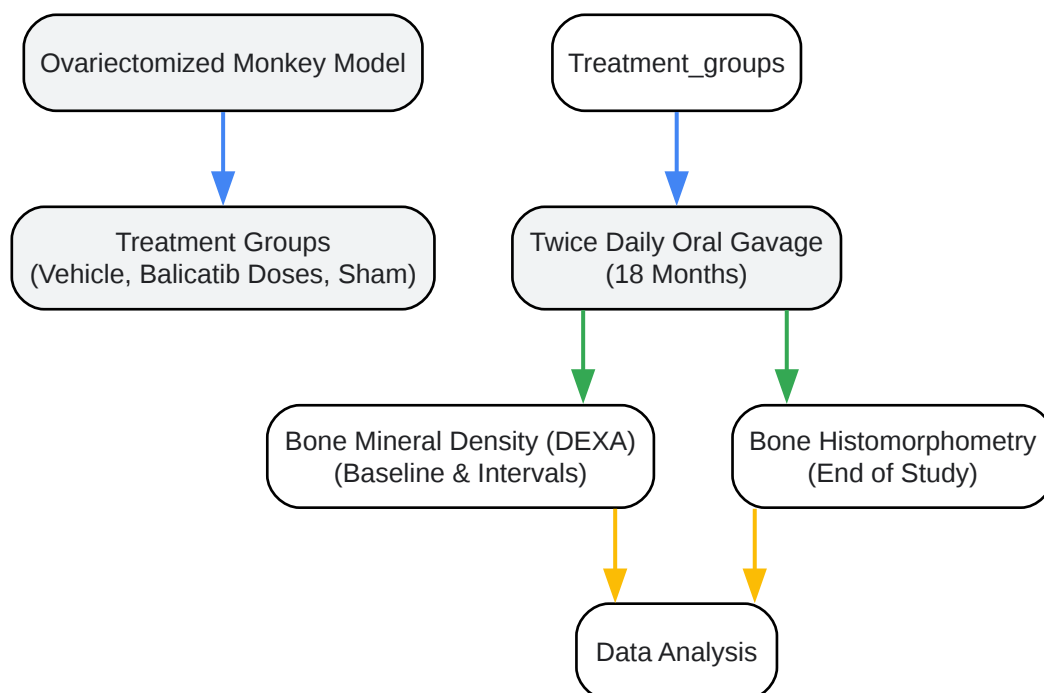 Ovariectomized Monkey Model
Treatment_groups
Treatment Groups
(Vehicle, Balicatib Doses, Sham)
Twice Daily Oral Gavage
(18 Months)
Bone Mineral Density (DEXA)
(Baseline & Intervals)
Bone Histomorphometry
(End of Study)
Data Analysis